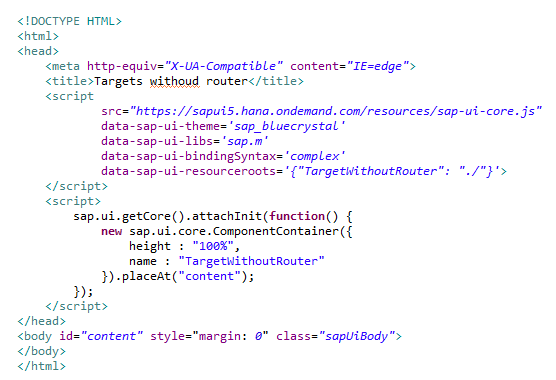 <!DOCTYPE HTML>
<html>
<head>
    <meta http-equiv="X-UA-Compatible" content="IE=edge">
    <title>Targets withoud router</title>
    <script
            src="https://sapui5.hana.ondemand.com/resources/sap-ui-core.js"
            data-sap-ui-theme='sap_bluecrystal'
            data-sap-ui-libs='sap.m'
            data-sap-ui-bindingSyntax='complex'
            data-sap-ui-resourceroots='{"TargetWithoutRouter": "./"}'>
    </script>
    <script>
        sap.ui.getCore().attachInit(function() {
            new sap.ui.core.ComponentContainer({
                height : "100%",
                name : "TargetWithoutRouter"
            }).placeAt("content");
        });
    </script>
</head>
<body id="content" style="margin: 0" class="sapUiBody">
</body>
</html>